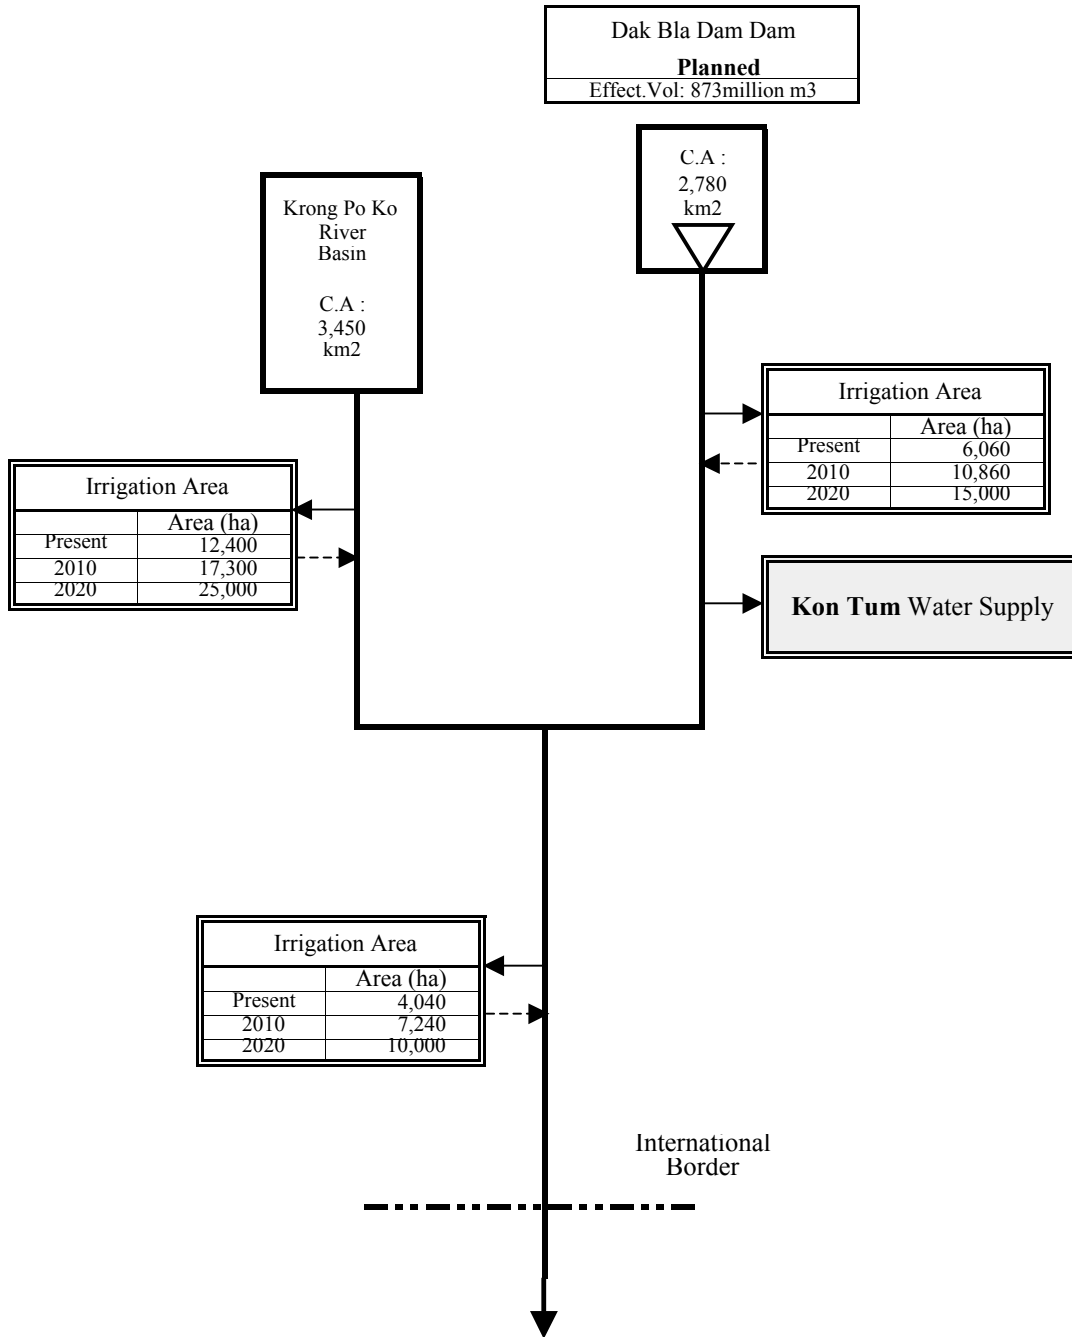 Dak Bla Dam Dam
Planned
Effect.Vol: 873million m3
C.A :
2,780
km2
Krong Po Ko
River
Basin
C.A :
3,450
km2
Irrigation Area
Area (ha)
Present 6,060
2010 10,860
2020 15,000
Irrigation Area
Area (ha)
Present 12,400
2010 17,300
2020 25,000
Kon Tum Water Supply
Irrigation Area
Area (ha)
Present 4,040
2010 7,240
2020 10,000
International
Border